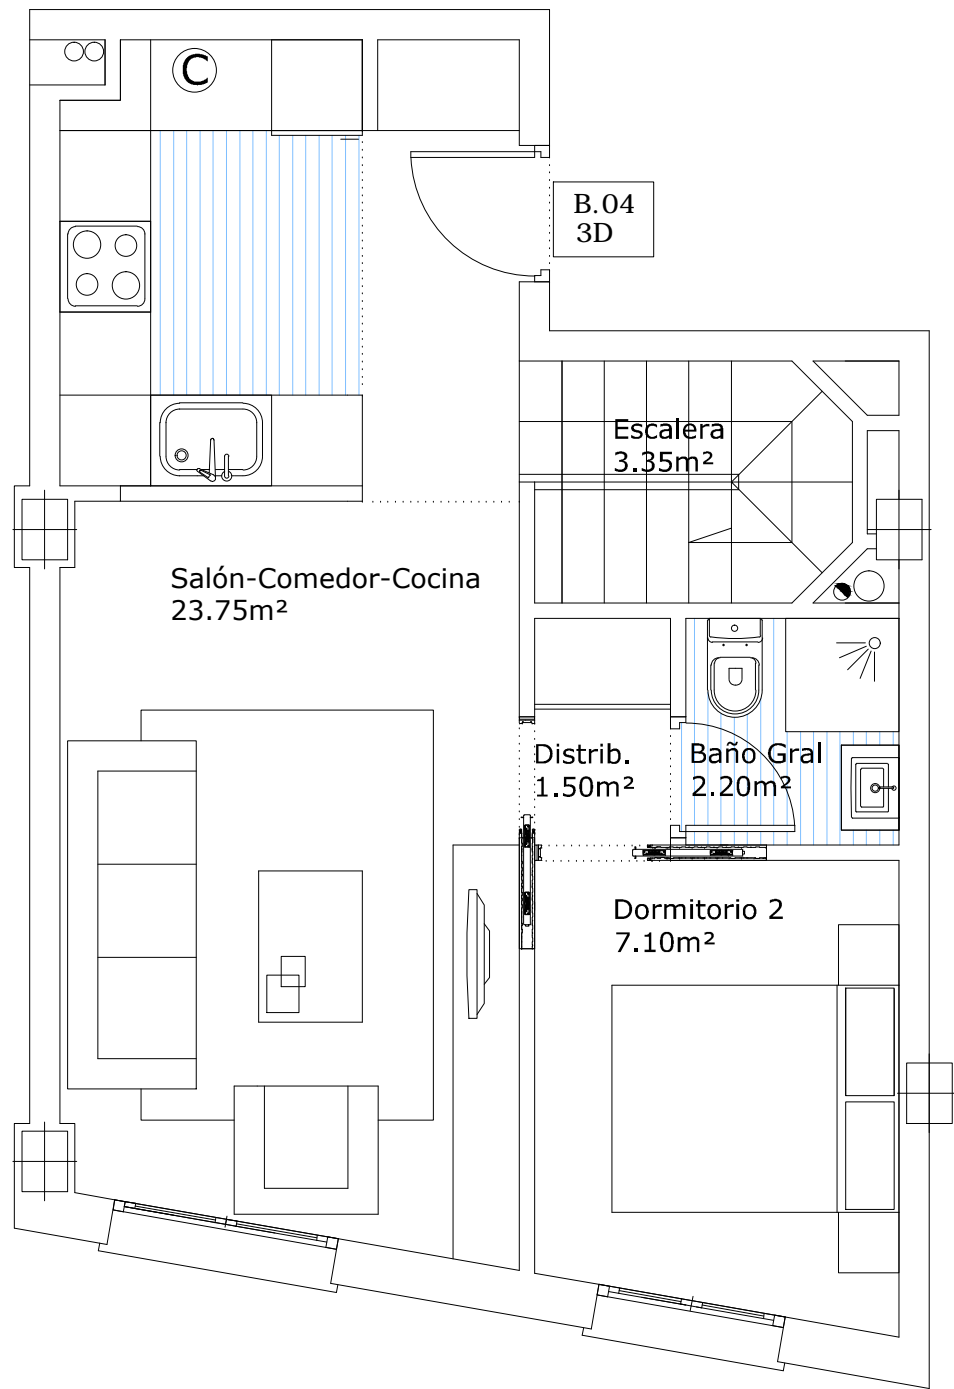 C
B.04
3D
Escalera
3.35m²
Salón-Comedor-Cocina
23.75m²
Distrib.
1.50m²
Baño Gral
2.20m²
Dormitorio 2
7.10m²